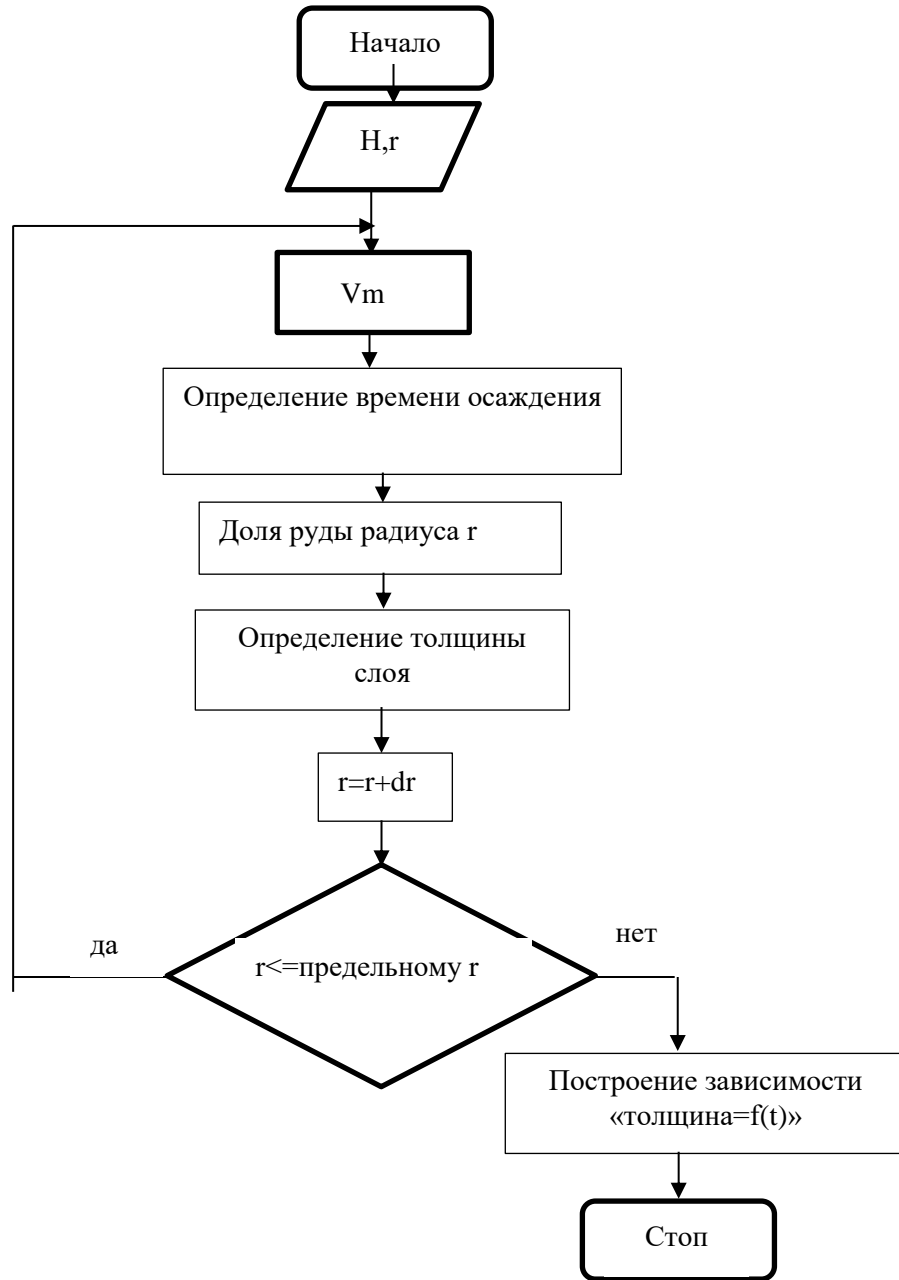 Начало
H,r
Vm
Определение времени осаждения
Доля руды радиуса r
Определение толщины
слоя
r=r+dr
да
r<=предельному r
нет
Построение зависимости
«толщина=f(t)»
Стоп